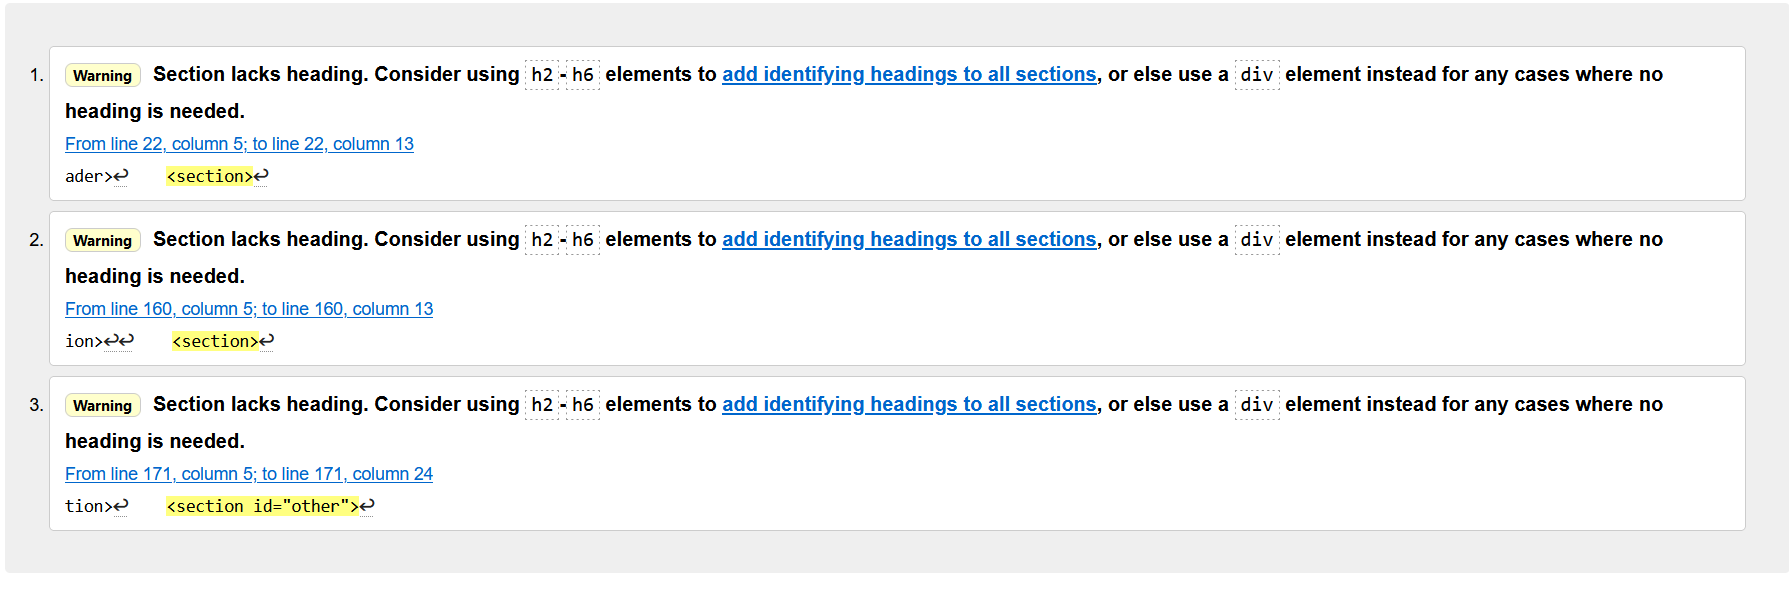 1. Warning Section lacks heading. Consider using h2-h6 elements to add identifying headings to all sections, or else use a div element instead for any cases where no
heading is needed.
From line 22, column 5; to line 22, column 13
ader>↩ <section>↩
2. Warning Section lacks heading. Consider using h2-h6 elements to add identifying headings to all sections, or else use a div element instead for any cases where no
heading is needed.
From line 160, column 5; to line 160, column 13
ion>↩↩ <section>↩
3. Warning Section lacks heading. Consider using h2-h6 elements to add identifying headings to all sections, or else use a div element instead for any cases where no
heading is needed.
From line 171, column 5; to line 171, column 24
tion>↩ <section id="other">↩